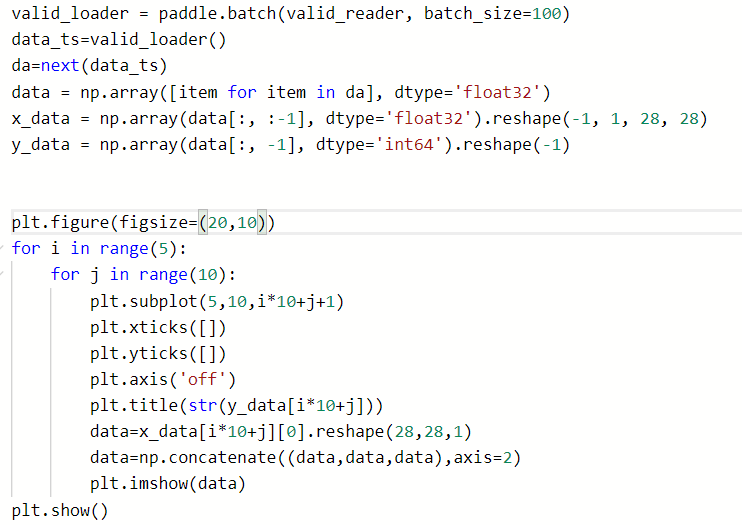 valid_loader = paddle.batch(valid_reader, batch_size=100)
data_ts=valid_loader()
da=next(data_ts)
data = np.array([item for item in da], dtype='float32')
x_data = np.array(data[:, :-1], dtype='float32').reshape(-1, 1, 28, 28)
y_data = np.array(data[:, -1], dtype='int64').reshape(-1)
plt.figure(figsize=(20,10))
for i in range(5):
    for j in range(10):
        plt.subplot(5,10,i*10+j+1)
        plt.xticks([])
        plt.yticks([])
        plt.axis('off')
        plt.title(str(y_data[i*10+j]))
        data=x_data[i*10+j][0].reshape(28,28,1)
        data=np.concatenate((data,data,data),axis=2)
        plt.imshow(data)
plt.show()